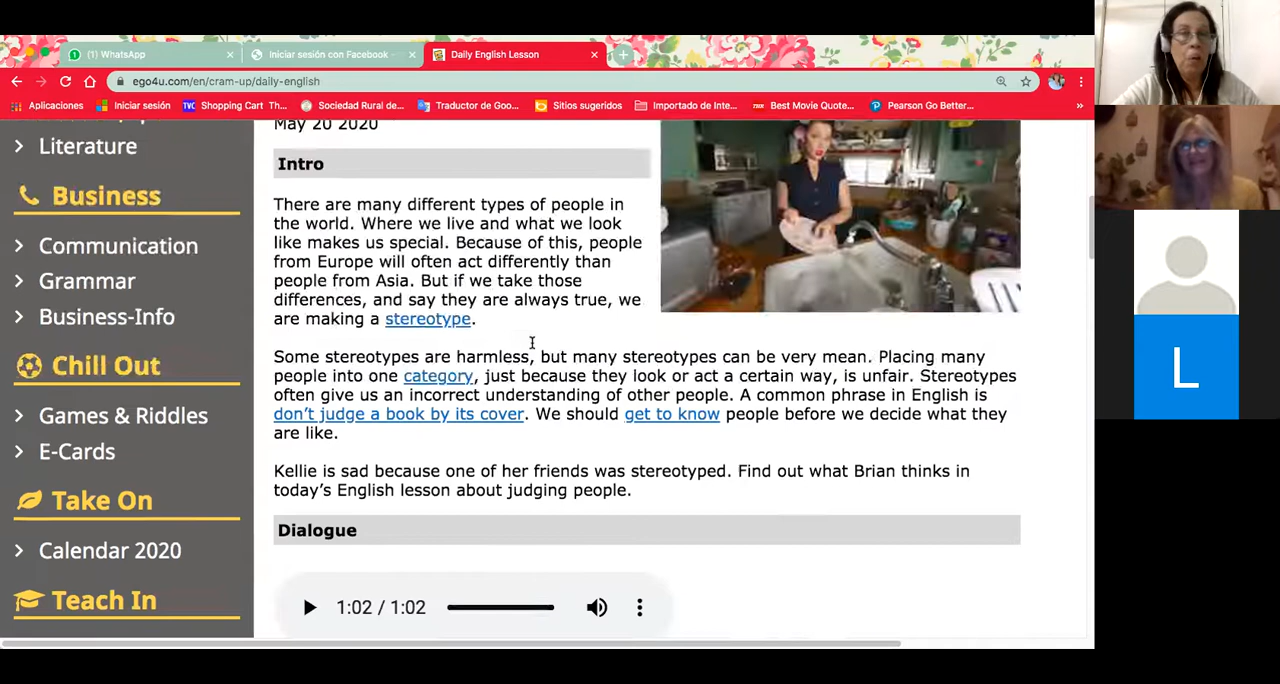 (1) WhatsApp
Iniciar sesión con Facebook
Daily English Lesson
ego4u.com/en/cram-up/daily-english
Aplicaciones
Iniciar sesión
TVC
Shopping Cart Th...
Sociedad Rural de...
Traductor de Goo...
Sitios sugeridos
Importado de Inte...
Best Movie Quote...
Pearson Go Better...
Literature
Business
Communication
Grammar
Business-Info
Chill Out
Games & Riddles
E-Cards
Take On
Calendar 2020
Teach In
May 20 2020
Intro
There are many different types of people in
the world. Where we live and what we look
like makes us special. Because of this, people
from Europe will often act differently than
people from Asia. But if we take those
differences, and say they are always true, we
are making a stereotype.
Some stereotypes are harmless, but many stereotypes can be very mean. Placing many
people into one category, just because they look or act a certain way, is unfair. Stereotypes
often give us an incorrect understanding of other people. A common phrase in English is
don't judge a book by its cover. We should get to know people before we decide what they
are like.
Kellie is sad because one of her friends was stereotyped. Find out what Brian thinks in
today's English lesson about judging people.
Dialogue
1:02 / 1:02
L